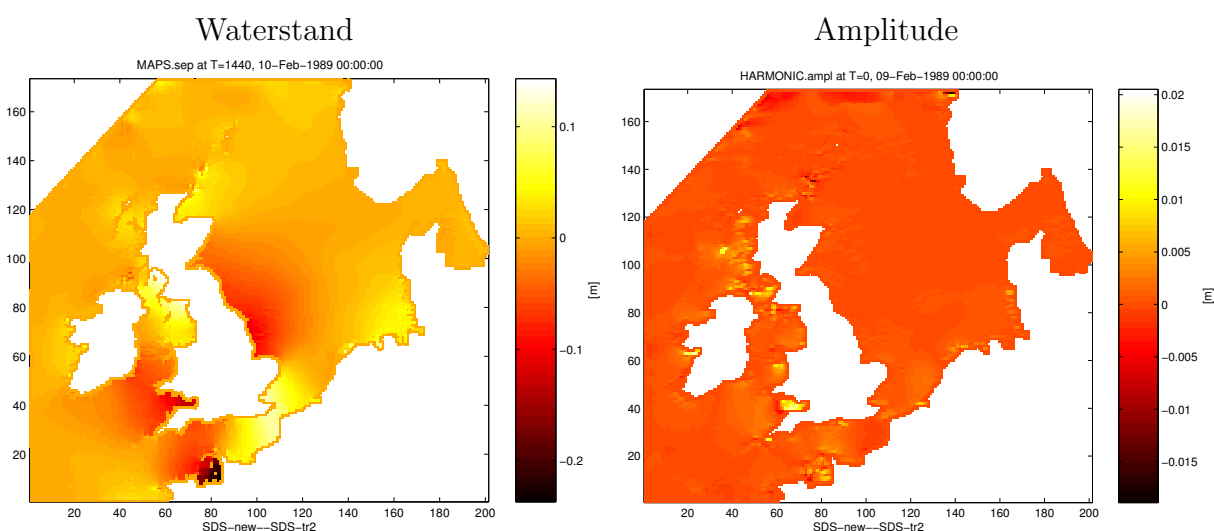 Waterstand
MAPS.sep at T=1440, 10-Feb-1989 00:00:00
160
140
120
100
80
60
40
20
20 40 60 80 100 120 140 160 180 200
SDS-new--SDS-tr2
0.1
0
−0.1
−0.2
[m]
Amplitude
HARMONIC.ampl at T=0, 09-Feb-1989 00:00:00
160
140
120
100
80
60
40
20
20 40 60 80 100 120 140 160 180 200
SDS-new--SDS-tr2
0.02
0.015
0.01
0.005
0
−0.005
−0.01
−0.015
[m]